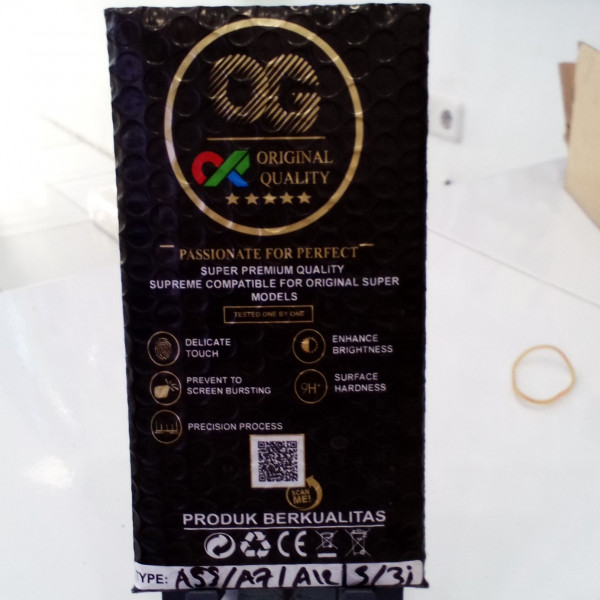 OG
ORIGINAL
QUALITY
PASSIONATE FOR PERFECT
SUPER PREMIUM QUALITY
SUPREME COMPATIBLE FOR ORIGINAL SUPER
MODELS
TESTED ONE BY ONE
DELICATE
TOUCH
ENHANCE
BRIGHTNESS
PREVENT TO
SCREEN BURSTING
9H+
SURFACE
HARDNESS
PRECISION PROCESS
SCAN
ME!
PRODUK BERKUALITAS
CE
TYPE: A5S/A7/A12/S/3i